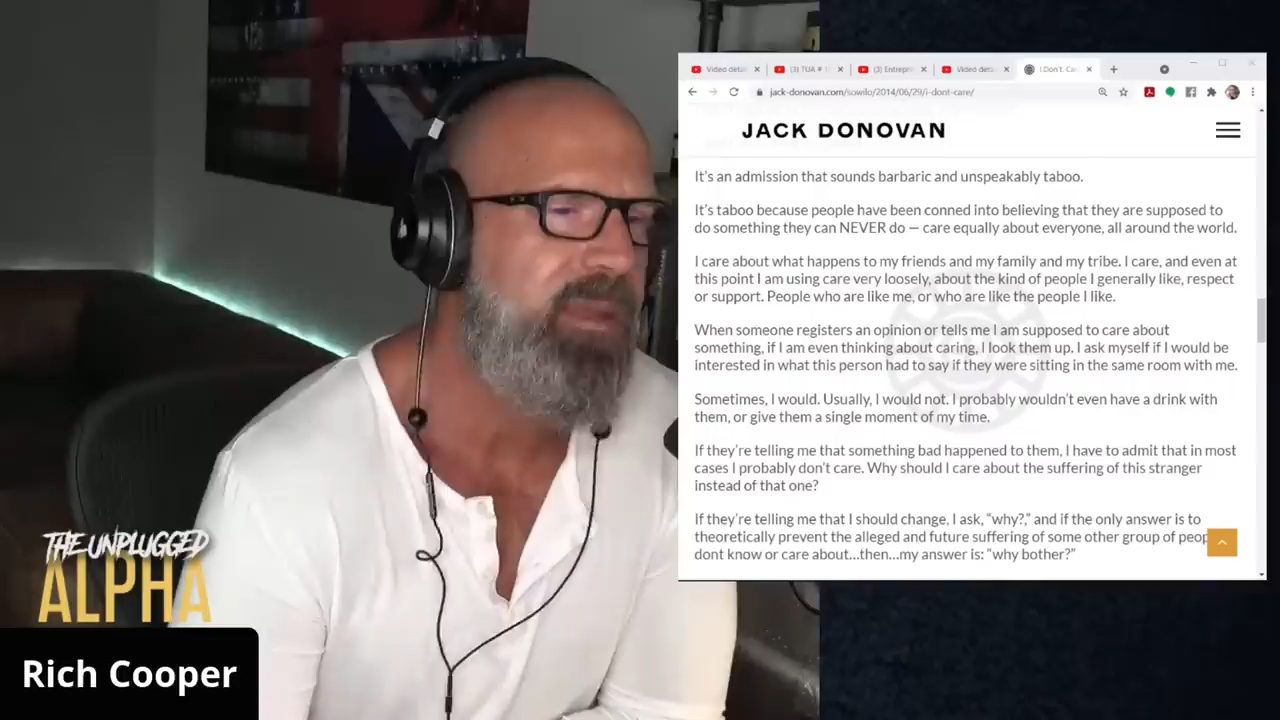 Video detai
(3) TUA # 1
(3) Entrepre
Video detai
I Don't. Car
jack-donovan.com/sowilo/2014/06/29/i-dont-care/
JACK DONOVAN
It's an admission that sounds barbaric and unspeakably taboo.
It's taboo because people have been conned into believing that they are supposed to
do something they can NEVER do — care equally about everyone, all around the world.
I care about what happens to my friends and my family and my tribe. I care, and even at
this point I am using care very loosely, about the kind of people I generally like, respect
or support. People who are like me, or who are like the people I like.
When someone registers an opinion or tells me I am supposed to care about
something, if I am even thinking about caring, I look them up. I ask myself if I would be
interested in what this person had to say if they were sitting in the same room with me.
Sometimes, I would. Usually, I would not. I probably wouldn't even have a drink with
them, or give them a single moment of my time.
If they're telling me that something bad happened to them, I have to admit that in most
cases I probably don't care. Why should I care about the suffering of this stranger
instead of that one?
If they're telling me that I should change, I ask, “why?,” and if the only answer is to
theoretically prevent the alleged and future suffering of some other group of peop
dont know or care about...then...my answer is: “why bother?”
THE UNPLUGGED
ALPHA
Rich Cooper